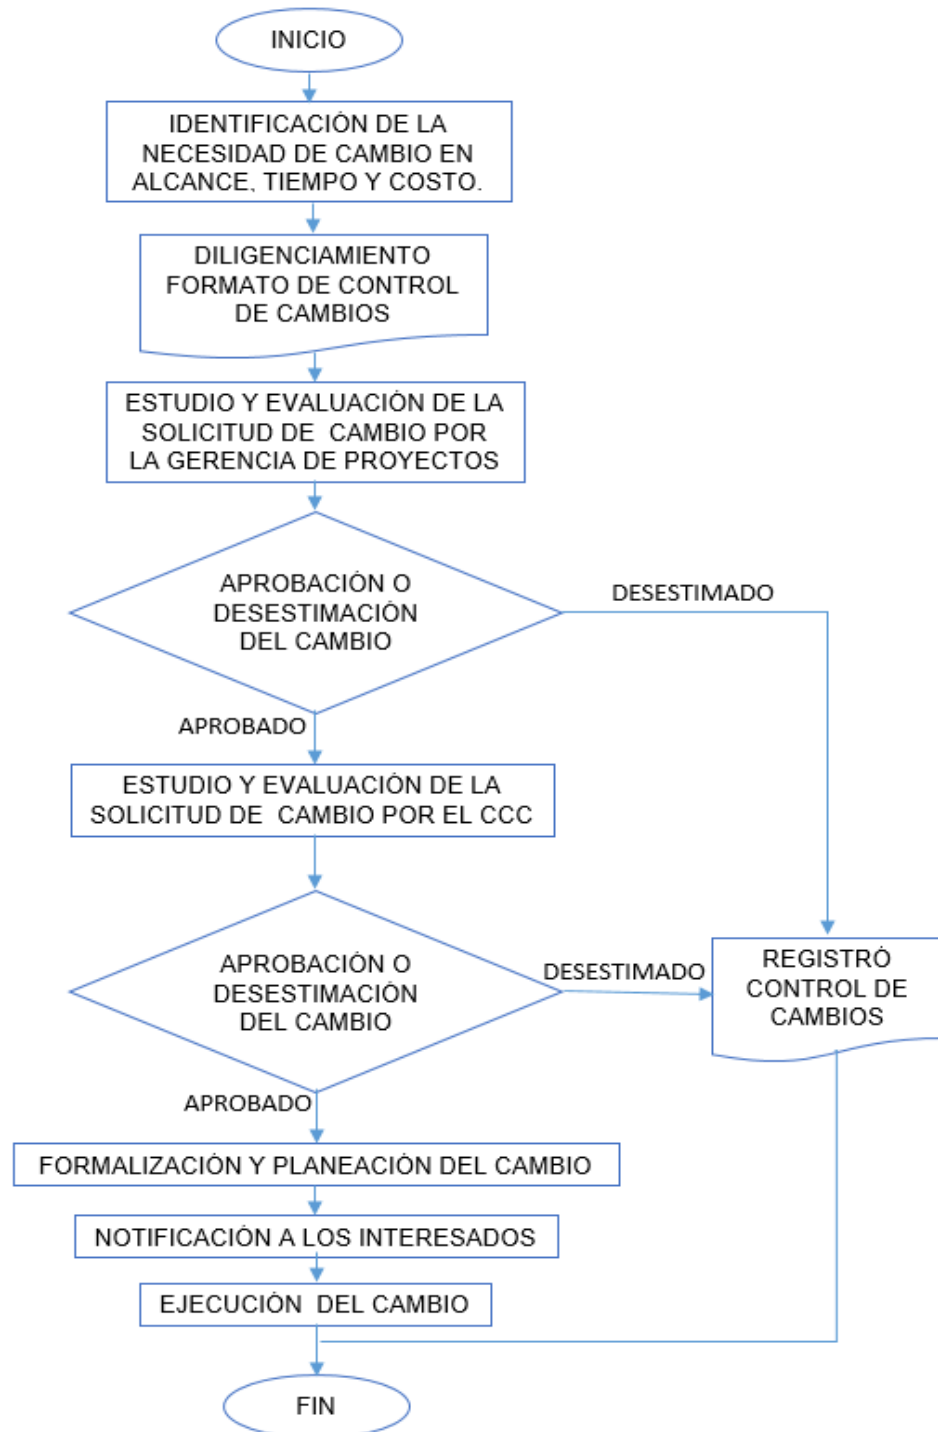 INICIO
IDENTIFICACIÓN DE LA
NECESIDAD DE CAMBIO EN
ALCANCE, TIEMPO Y COSTO.
DILIGENCIAMIENTO
FORMATO DE CONTROL
DE CAMBIOS
ESTUDIO Y EVALUACIÓN DE LA
SOLICITUD DE CAMBIO POR
LA GERENCIA DE PROYECTOS
APROBACIÓN O
DESESTIMACIÓN
DEL CAMBIO
DESESTIMADO
APROBADO
ESTUDIO Y EVALUACIÓN DE LA
SOLICITUD DE CAMBIO POR EL CCC
APROBACIÓN O
DESESTIMACIÓN
DEL CAMBIO
DESESTIMADO
REGISTRÓ
CONTROL DE
CAMBIOS
APROBADO
FORMALIZACIÓN Y PLANEACIÓN DEL CAMBIO
NOTIFICACIÓN A LOS INTERESADOS
EJECUCIÓN DEL CAMBIO
FIN